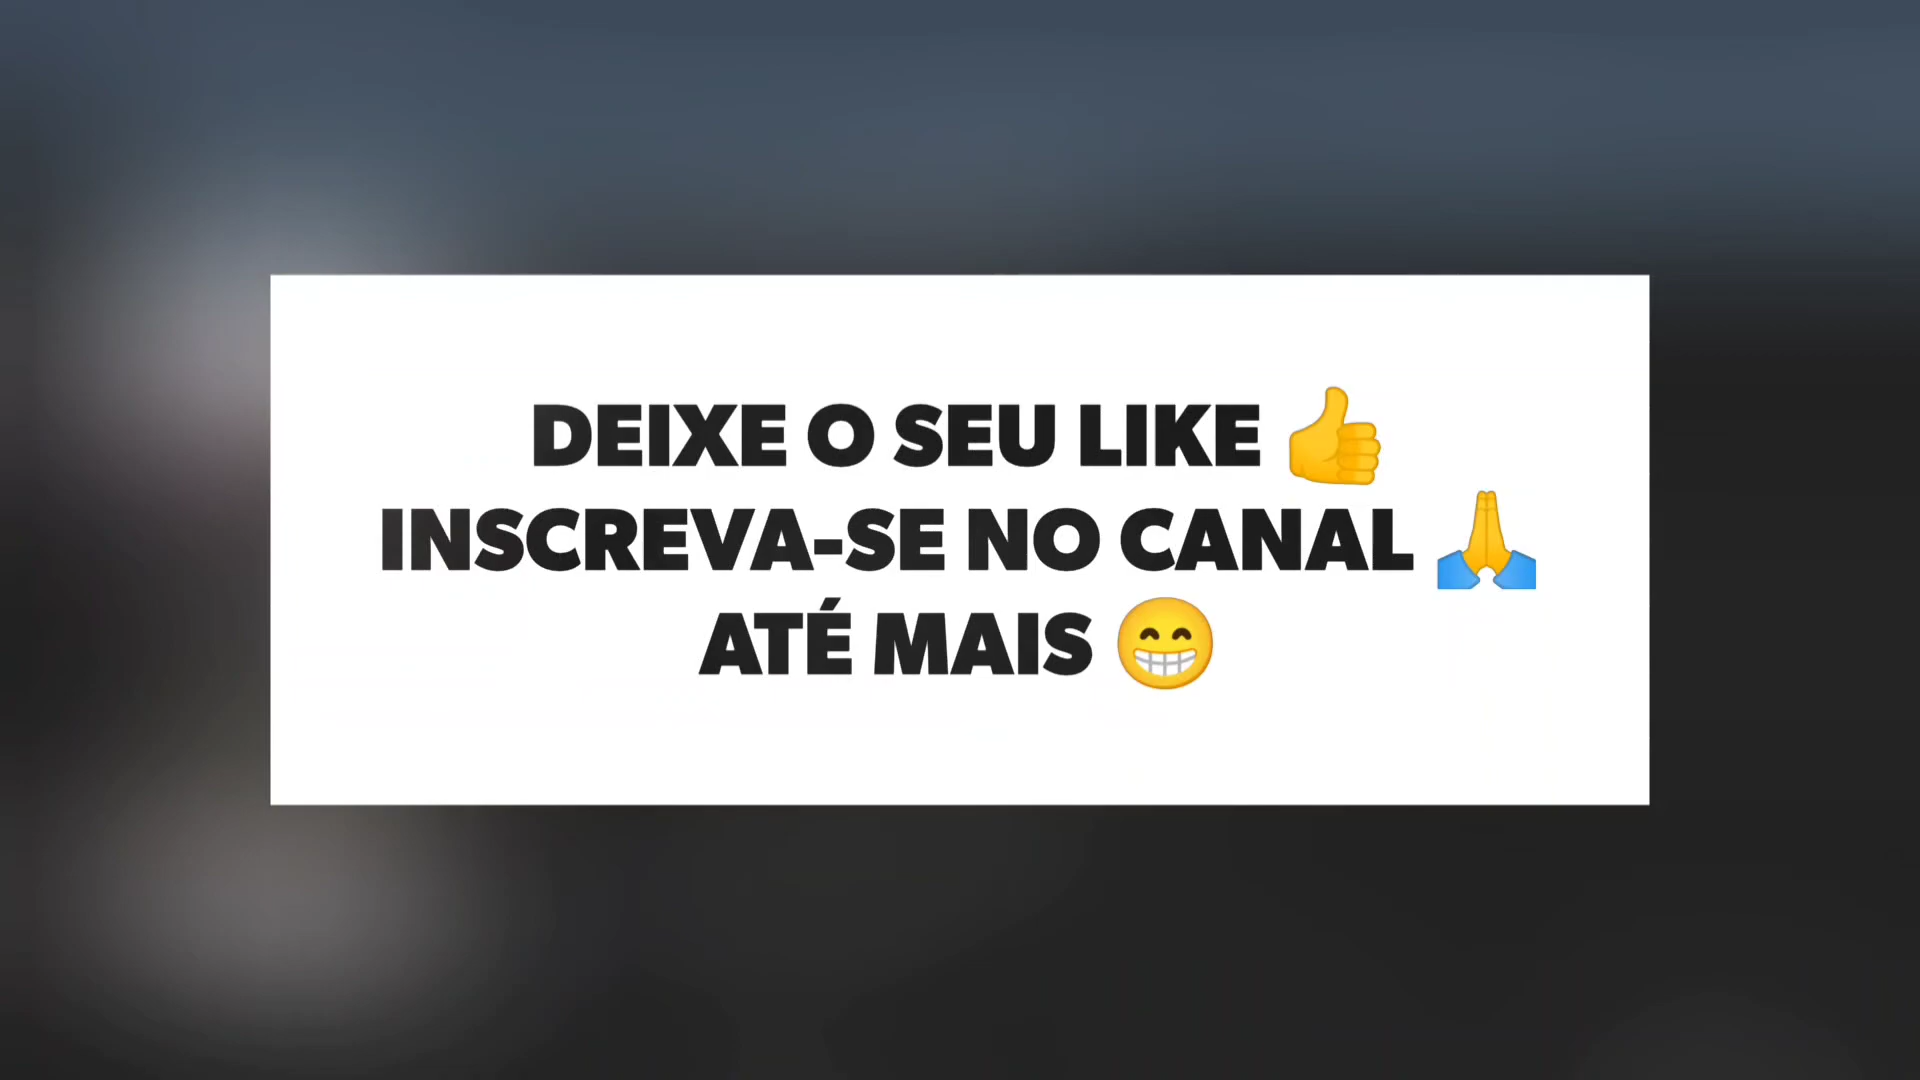 DEIXE O SEU LIKE 👍
INSCREVA-SE NO CANAL 🙏
ATÉ MAIS 😁